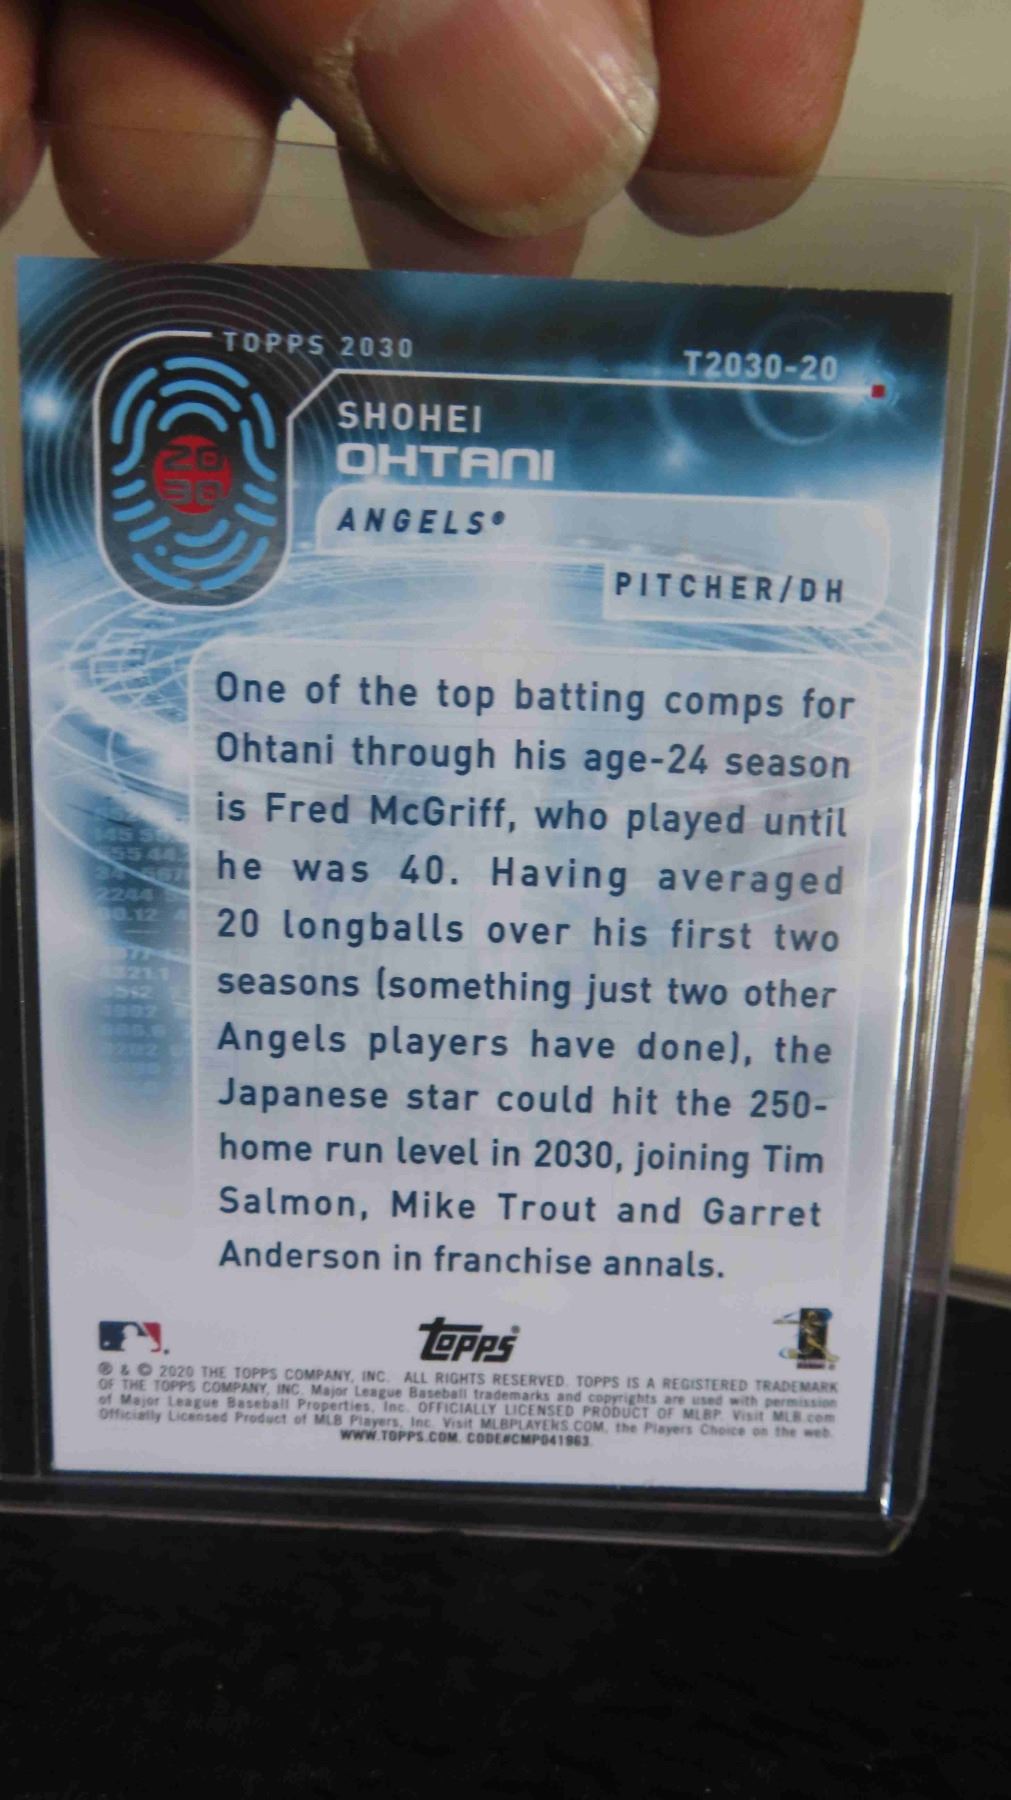 TOPPS 2030
T2030-20
20
30
SHOHEI
OHTANI
ANGELS®
PITCHER/DH
One of the top batting comps for
Ohtani through his age-24 season
is Fred McGriff, who played until
he was 40. Having averaged
20 longballs over his first two
seasons (something just two other
Angels players have done), the
Japanese star could hit the 250-
home run level in 2030, joining Tim
Salmon, Mike Trout and Garret
Anderson in franchise annals.
topps®
® & © 2020 THE TOPPS COMPANY, INC. ALL RIGHTS RESERVED. TOPPS IS A REGISTERED TRADEMARK
OF THE TOPPS COMPANY, INC. Major League Baseball trademarks and copyrights are used with permission
of Major League Baseball Properties, Inc. OFFICIALLY LICENSED PRODUCT OF MLBP. Visit MLB.com
Officially Licensed Product of MLB Players, Inc. Visit MLBPLAYERS.COM, the Players Choice on the web.
WWW.TOPPS.COM. CODE#CMP041963